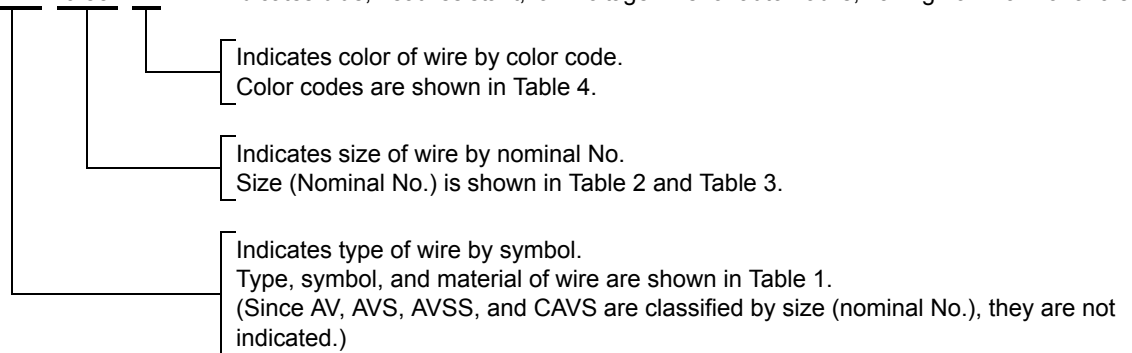 Indicates color of wire by color code.
Color codes are shown in Table 4.
Indicates size of wire by nominal No.
Size (Nominal No.) is shown in Table 2 and Table 3.
Indicates type of wire by symbol.
Type, symbol, and material of wire are shown in Table 1.
(Since AV, AVS, AVSS, and CAVS are classified by size (nominal No.), they are not
indicated.)